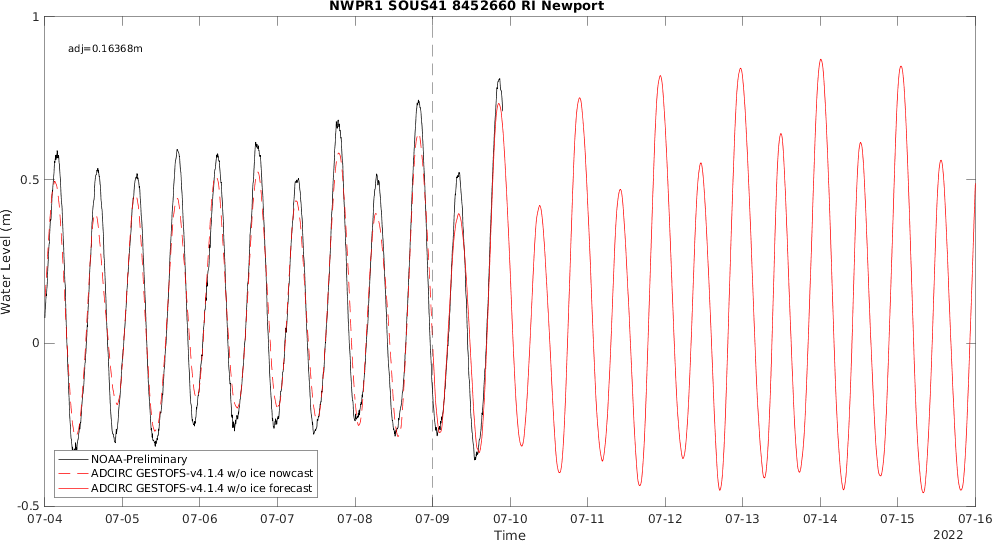 NWPR1 SOUS41 8452660 RI Newport
adj=0.16368m
1
0.5
0
-0.5
Water Level (m)
NOAA-Preliminary
ADCIRC GESTOFS-v4.1.4 w/o ice nowcast
ADCIRC GESTOFS-v4.1.4 w/o ice forecast
07-04 07-05 07-06 07-07 07-08 07-09 07-10 07-11 07-12 07-13 07-14 07-15 07-16
Time
2022